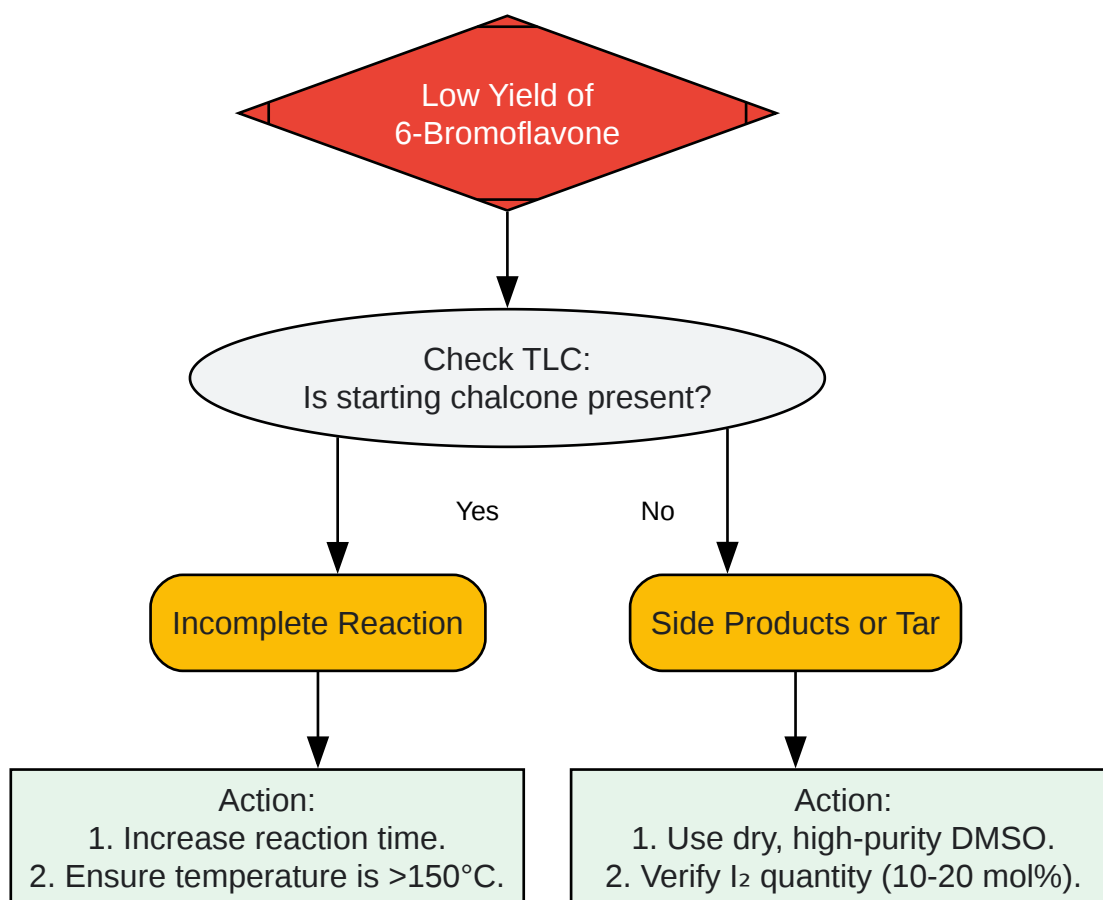 Low Yield of
6-Bromoflavone
Check TLC:
Is starting chalcone present?
Yes
No
Incomplete Reaction
Side Products or Tar
Action:
1. Increase reaction time.
2. Ensure temperature is >150°C.
Action:
1. Use dry, high-purity DMSO.
2. Verify I₂ quantity (10-20 mol%).